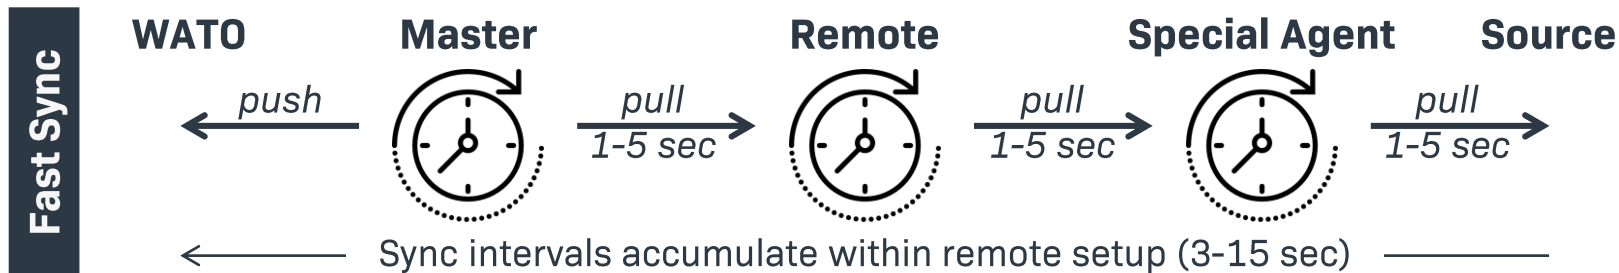 Fast Sync
WATO Master Remote Special Agent Source
push pull pull pull
1-5 sec 1-5 sec 1-5 sec
Sync intervals accumulate within remote setup (3-15 sec)